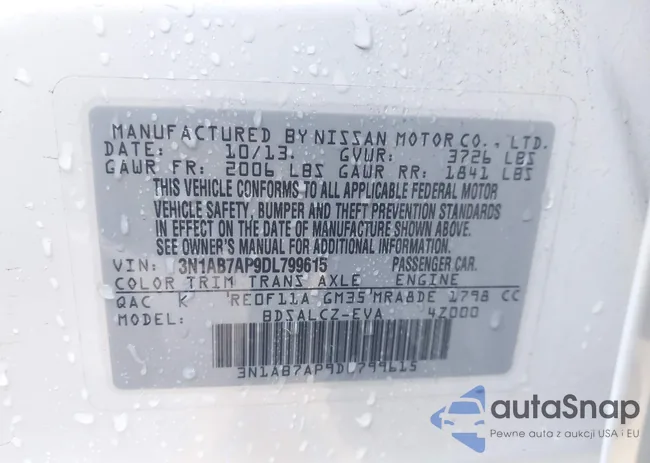 MANUFACTURED BY NISSAN MOTOR CO., LTD.
DATE: 10/13. GVWR: 3726 LBS
GAWR FR: 2006 LBS GAWR RR: 1841 LBS
THIS VEHICLE CONFORMS TO ALL APPLICABLE FEDERAL MOTOR
VEHICLE SAFETY, BUMPER AND THEFT PREVENTION STANDARDS
IN EFFECT ON THE DATE OF MANUFACTURE SHOWN ABOVE.
SEE OWNER'S MANUAL FOR ADDITIONAL INFORMATION.
VIN: 3N1AB7AP9DL799615 PASSENGER CAR.
COLOR TRIM TRANS AXLE ENGINE
QAC K RE0F11A GM35 MRA8DE 1798 CC
MODEL: BDSALCZ-EVA 4Z000
3N1AB7AP9DL799615
autaSnap
Pewne auta z aukcji USA i EU